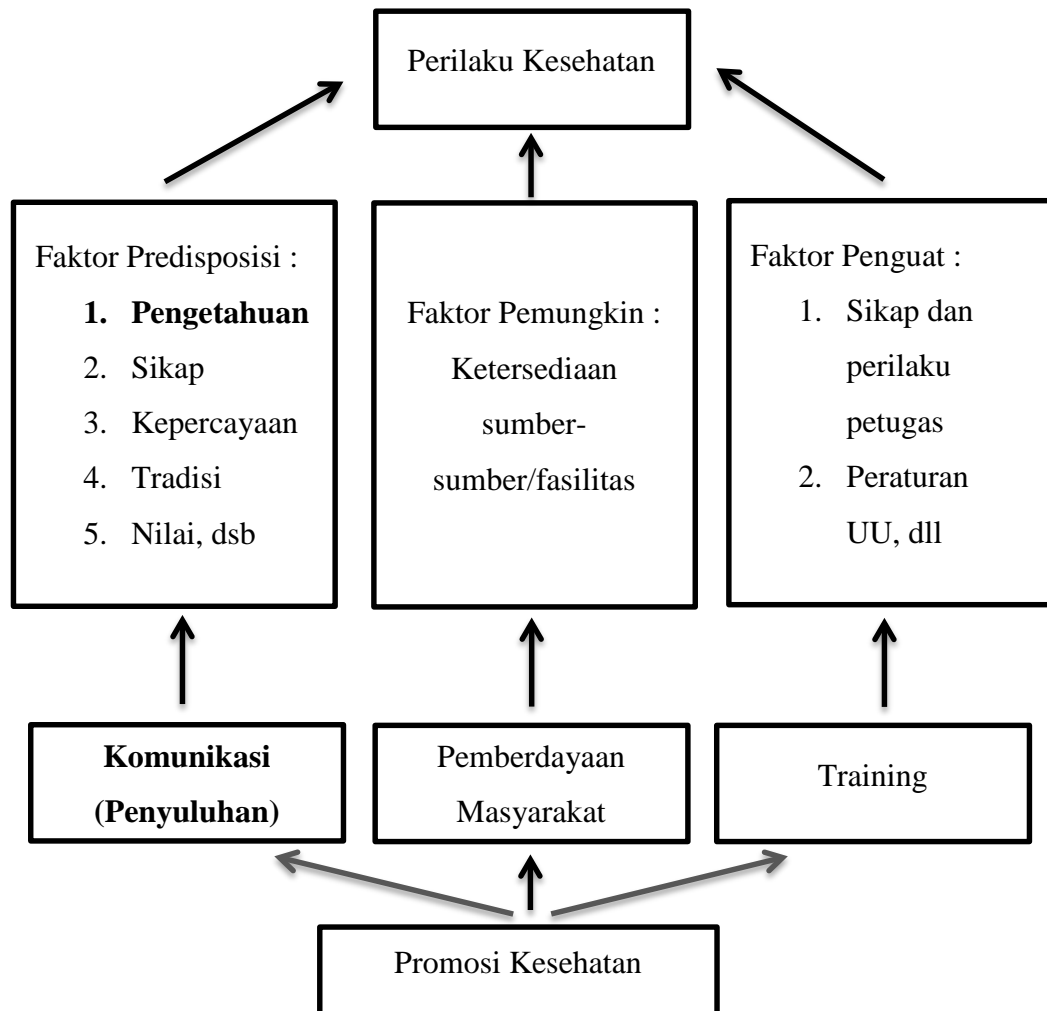 Perilaku Kesehatan
Faktor Predisposisi :
1. Pengetahuan
2. Sikap
3. Kepercayaan
4. Tradisi
5. Nilai, dsb
Faktor Pemungkin :
Ketersediaan
sumber-
sumber/fasilitas
Faktor Penguat :
1. Sikap dan
perilaku
petugas
2. Peraturan
UU, dll
Komunikasi
(Penyuluhan)
Pemberdayaan
Masyarakat
Training
Promosi Kesehatan